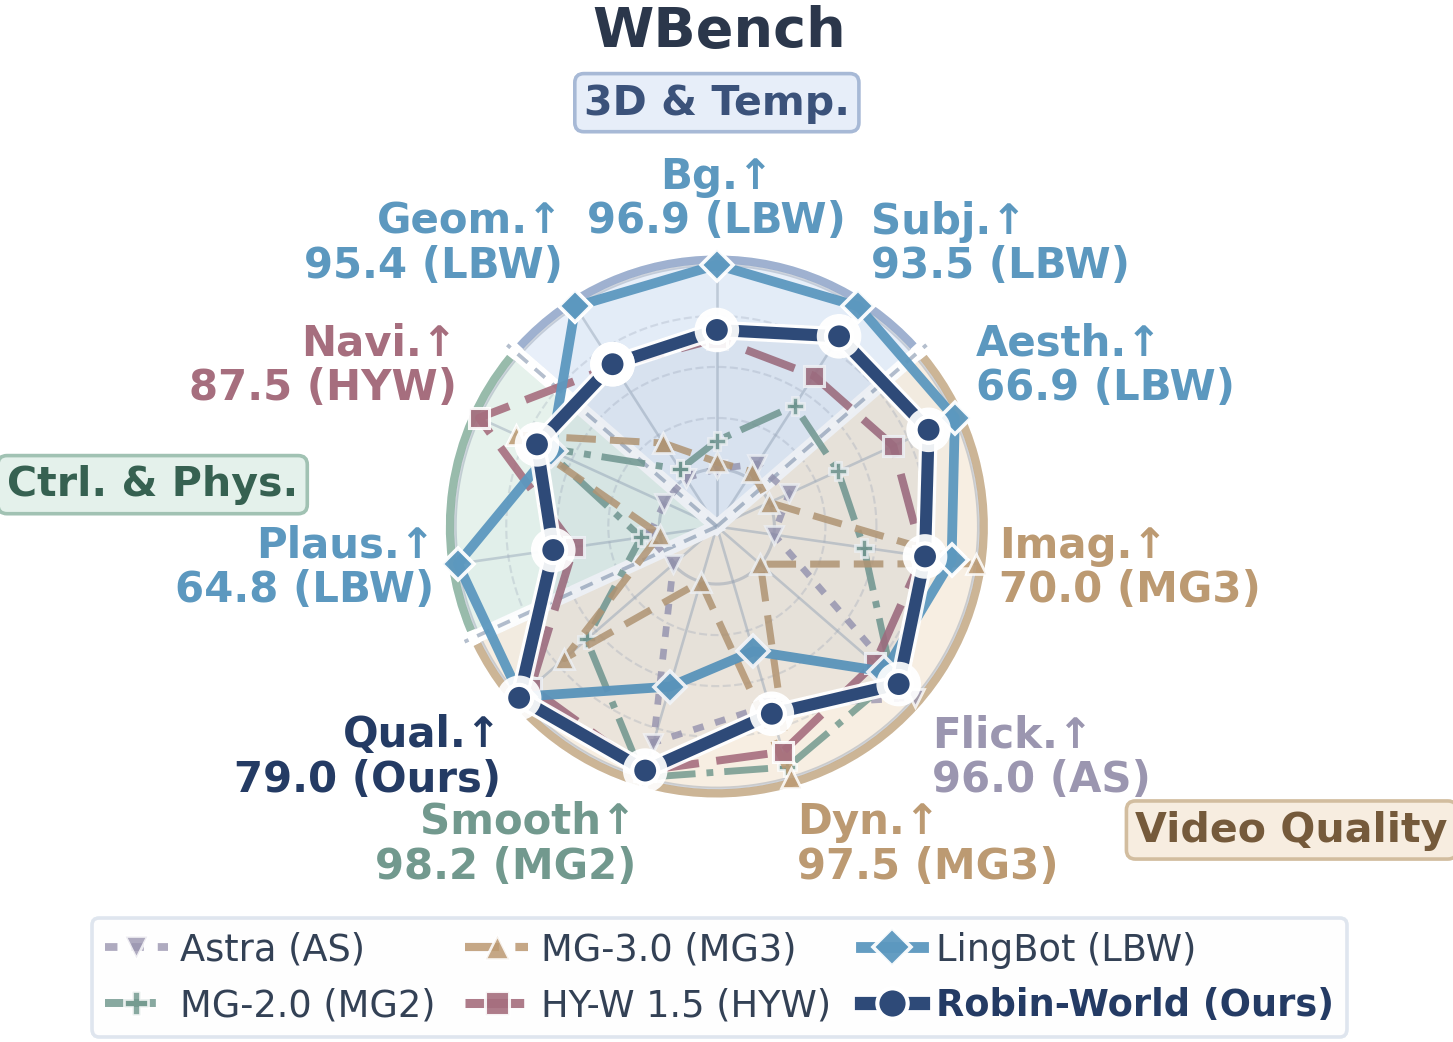 WBench
3D & Temp.
Bg.↑
96.9 (LBW)
Geom.↑
95.4 (LBW)
Subj.↑
93.5 (LBW)
Navi.↑
87.5 (HYW)
Aesth.↑
66.9 (LBW)
Ctrl. & Phys.
Plaus.↑
64.8 (LBW)
Imag.↑
70.0 (MG3)
Qual.↑
79.0 (Ours)
Flick.↑
96.0 (AS)
Smooth↑
98.2 (MG2)
Dyn.↑
97.5 (MG3)
Video Quality
Astra (AS)
MG-3.0 (MG3)
LingBot (LBW)
MG-2.0 (MG2)
HY-W 1.5 (HYW)
Robin-World (Ours)